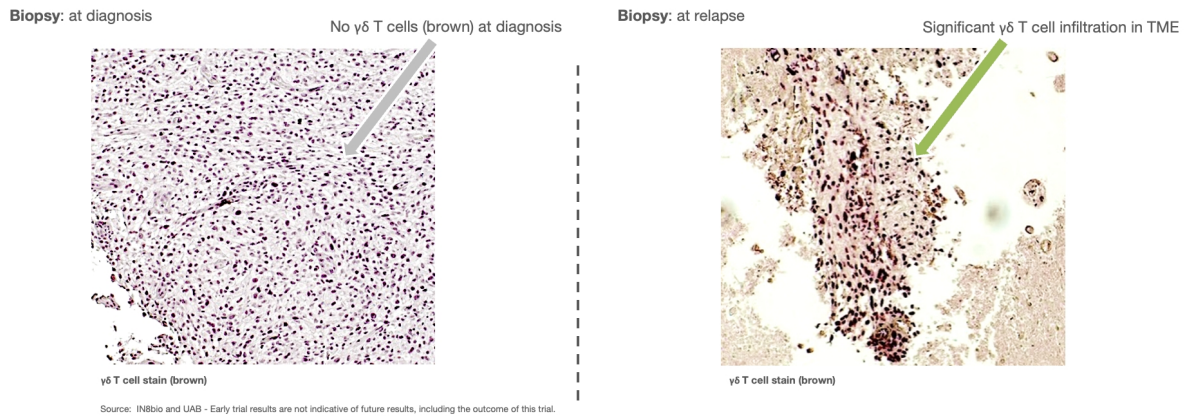 Biopsy: at diagnosis
No γδ T cells (brown) at diagnosis
γδ T cell stain (brown)
Biopsy: at relapse
Significant γδ T cell infiltration in TME
γδ T cell stain (brown)
Source: IN8bio and UAB - Early trial results are not indicative of future results, including the outcome of this trial.